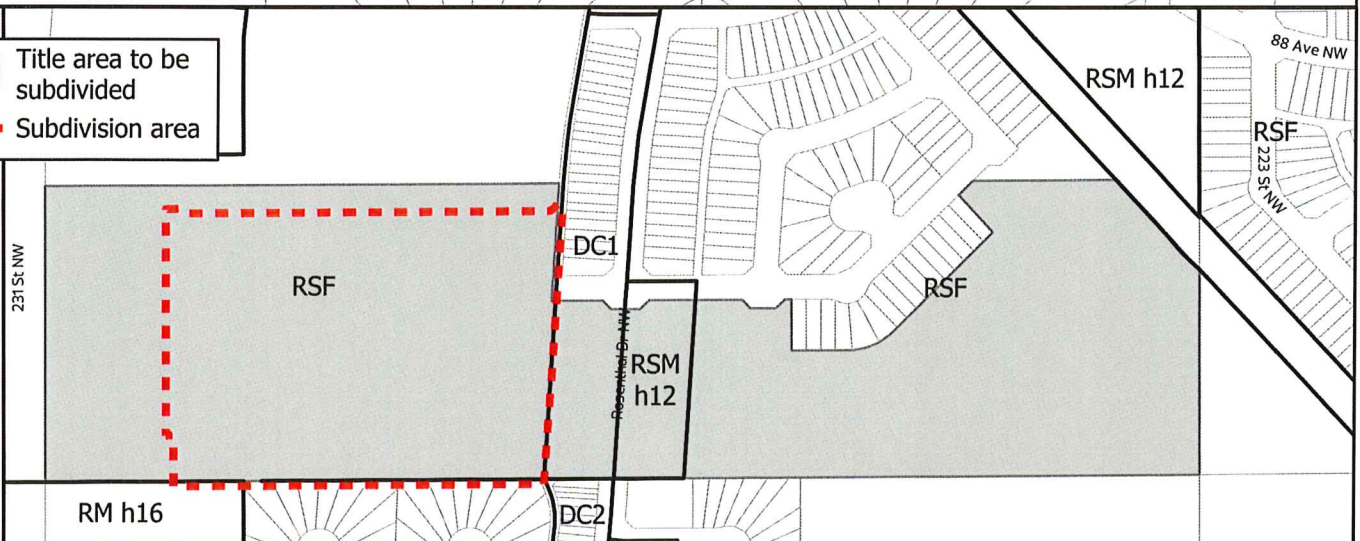 Title area to be
subdivided
Subdivision area
88 Ave NW
RSM h12
RSF
223 St NW
DC1
231 St NW
RSF
RSF
Rosenthal Dr NW
RSM
h12
RM h16
DC2